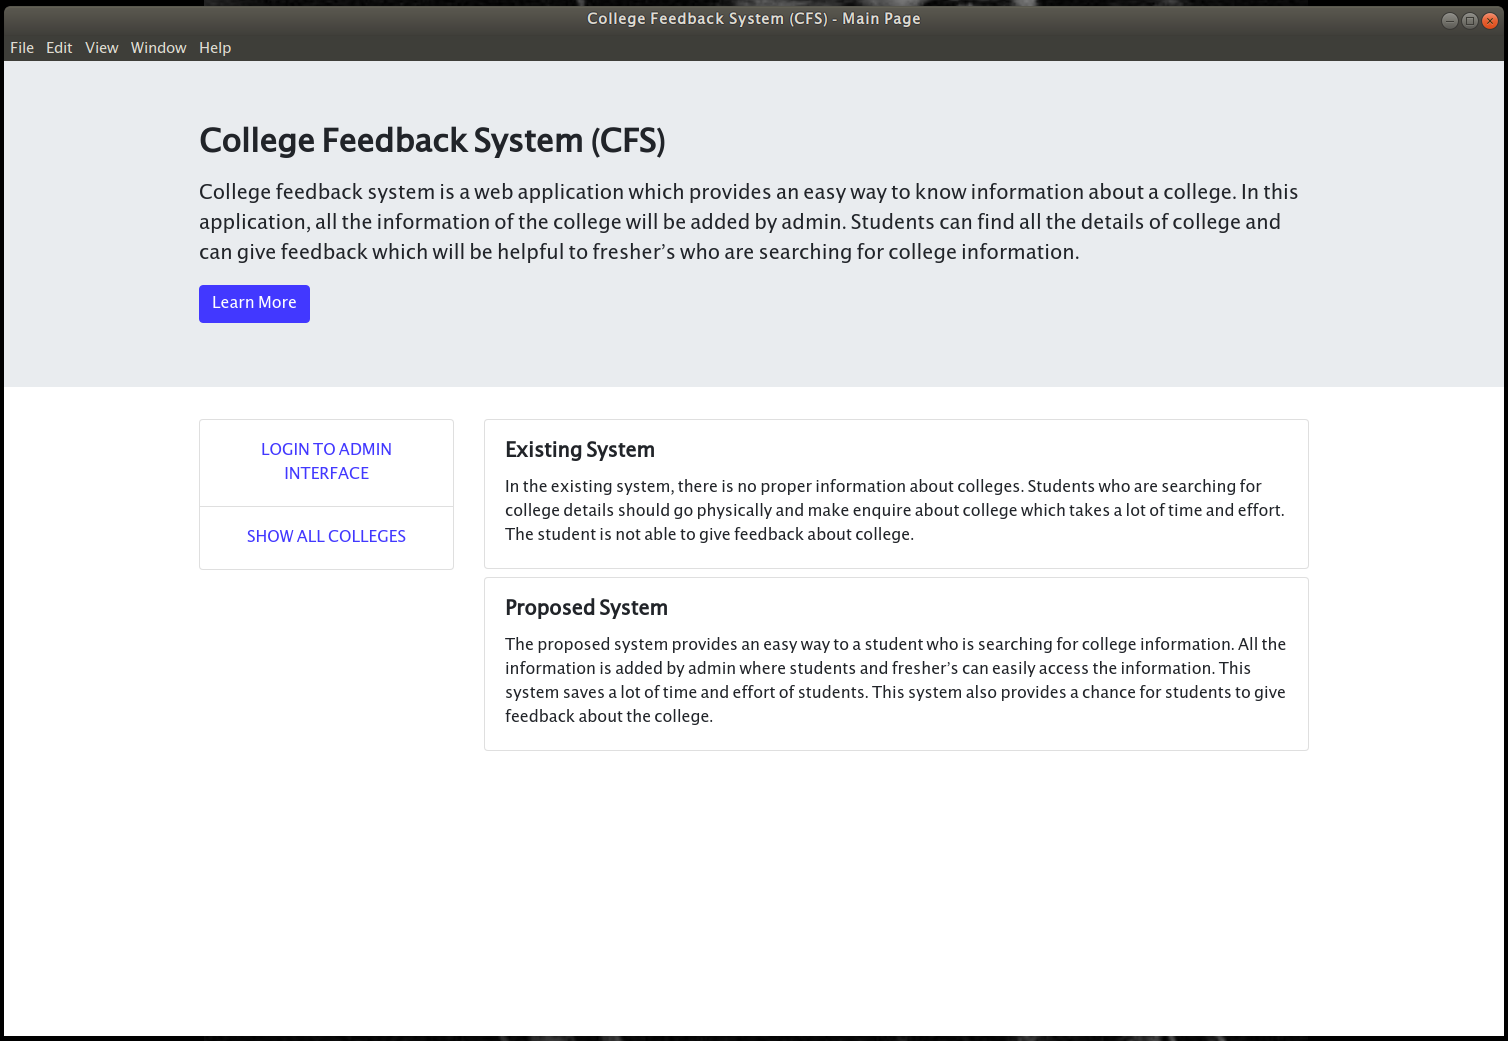 College Feedback System (CFS) - Main Page
File Edit View Window Help
College Feedback System (CFS)
College feedback system is a web application which provides an easy way to know information about a college. In this
application, all the information of the college will be added by admin. Students can find all the details of college and
can give feedback which will be helpful to fresher’s who are searching for college information.
Learn More
LOGIN TO ADMIN
INTERFACE
SHOW ALL COLLEGES
Existing System
In the existing system, there is no proper information about colleges. Students who are searching for
college details should go physically and make enquire about college which takes a lot of time and effort.
The student is not able to give feedback about college.
Proposed System
The proposed system provides an easy way to a student who is searching for college information. All the
information is added by admin where students and fresher’s can easily access the information. This
system saves a lot of time and effort of students. This system also provides a chance for students to give
feedback about the college.